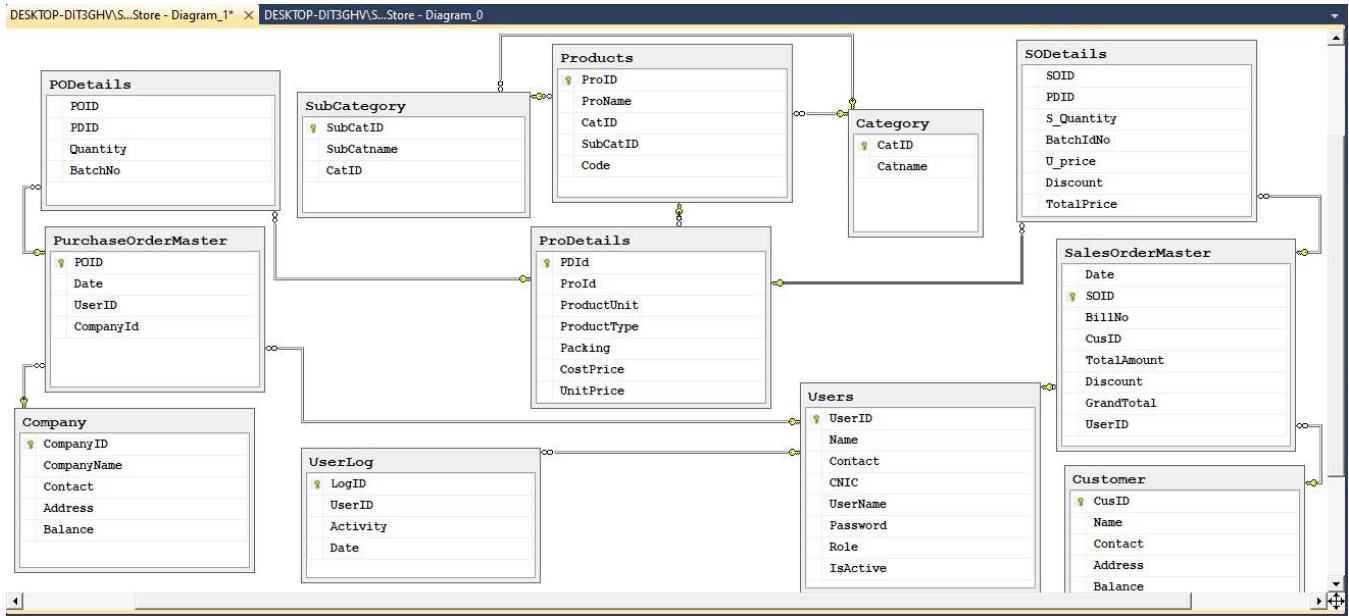 DESKTOP-DIT3GHV\S...Store - Diagram_1*
DESKTOP-DIT3GHV\S...Store - Diagram_0
PODetails
POID
PDID
Quantity
BatchNo
SubCategory
SubCatID
SubCatname
CatID
Products
ProID
ProName
CatID
SubCatID
Code
Category
CatID
Catname
SODetails
SOID
PDID
S_Quantity
BatchIdNo
U_price
Discount
TotalPrice
PurchaseOrderMaster
POID
Date
UserID
CompanyId
ProDetails
PDId
ProId
ProductUnit
ProductType
Packing
CostPrice
UnitPrice
SalesOrderMaster
Date
SOID
BillNo
CusID
TotalAmount
Discount
GrandTotal
UserID
Company
CompanyID
CompanyName
Contact
Address
Balance
UserLog
LogID
UserID
Activity
Date
Users
UserID
Name
Contact
CNIC
UserName
Password
Role
IsActive
Customer
CusID
Name
Contact
Address
Balance